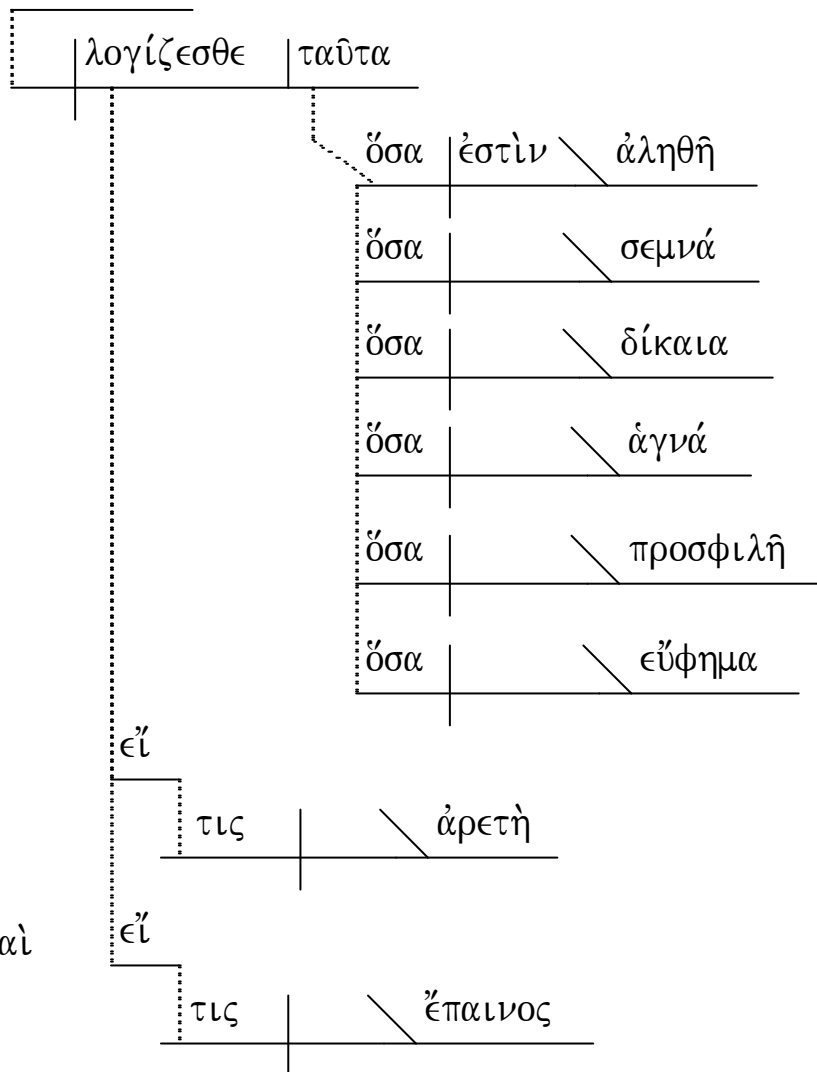 λογίζεσθε ταῦτα
ὅσα ἐστὶν ἀληθῆ
ὅσα σεμνά
ὅσα δίκαια
ὅσα ἁγνά
ὅσα προσφιλῆ
ὅσα εὔφημα
εἴ
τις ἀρετὴ
αὶ εἴ
τις ἔπαινος